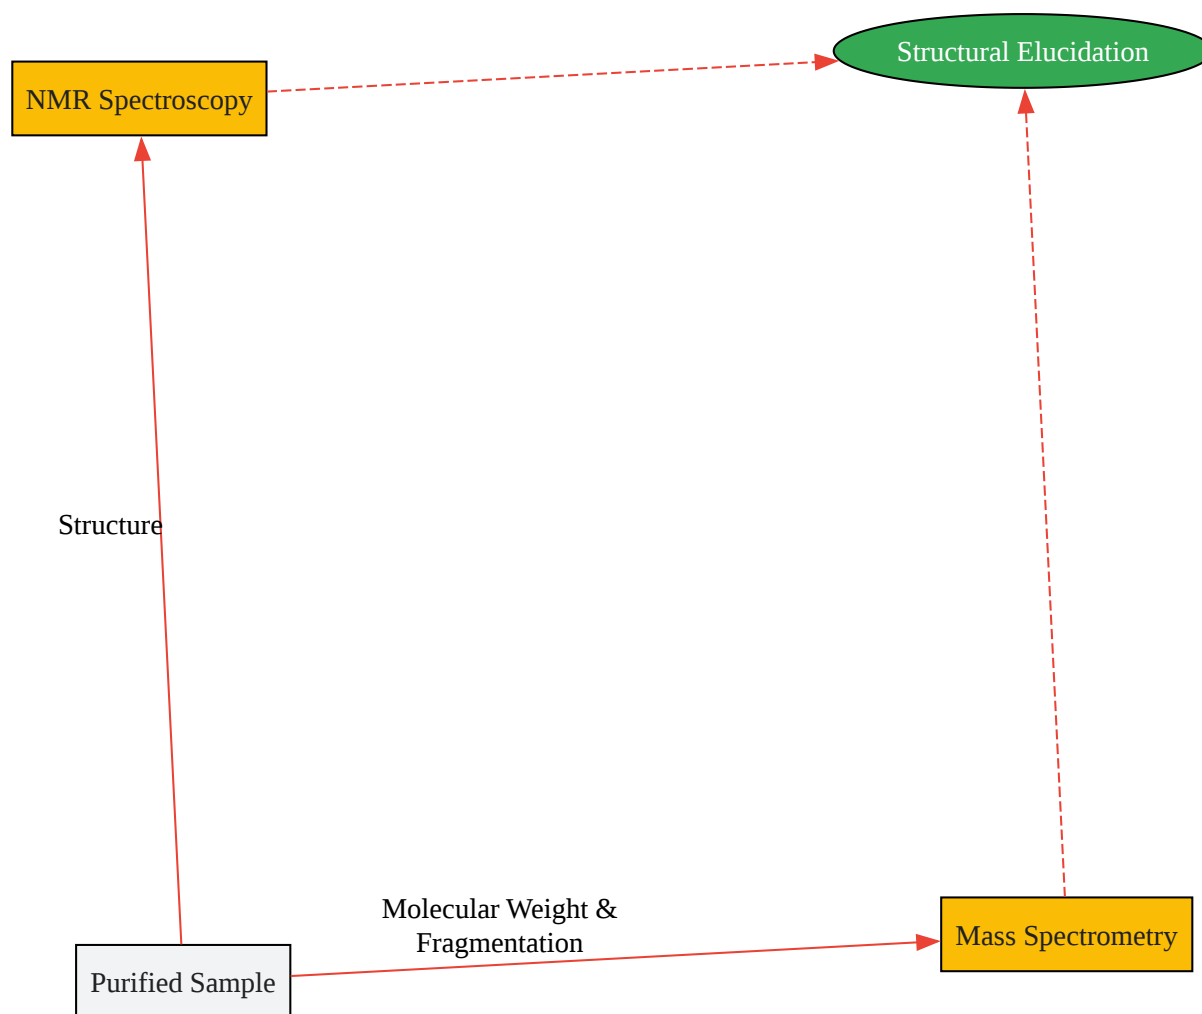 Structural Elucidation
NMR Spectroscopy
Structure
Molecular Weight &
Fragmentation
Mass Spectrometry
Purified Sample